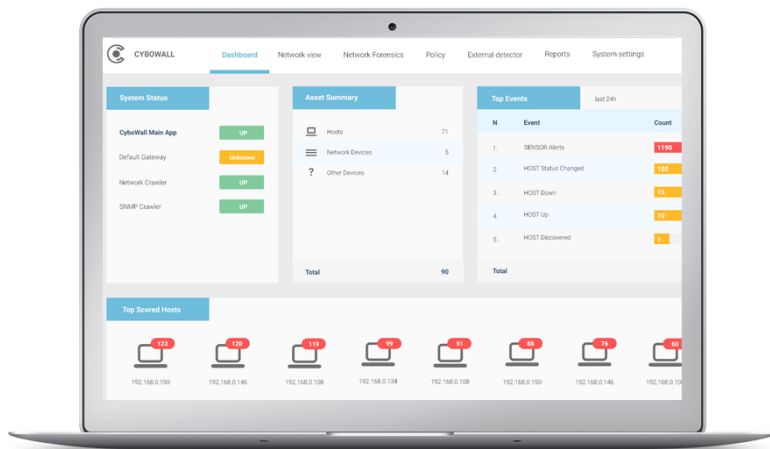 CYBOWALL
Dashboard
Network view
Network Forensics
Policy
External detector
Reports
System settings
System Status
CyboWall Main App UP
Default Gateway Unknown
Network Crawler UP
SNMP Crawler UP
Asset Summary
Hosts 71
Network Devices 5
? Other Devices 14
Total 90
Top Events last 24h
N Event Count
1. SENSOR Alerts 1190
2. HOST Status Changed 150
3. HOST Down 15
4. HOST Up 10
5. HOST Discovered 1
Total
Top Scored Hosts
123
120
119
99
91
88
76
60
192.168.0.193
192.168.0.146
192.168.0.108
192.168.0.134
192.168.0.108
192.168.0.190
192.168.0.146
192.168.0.10